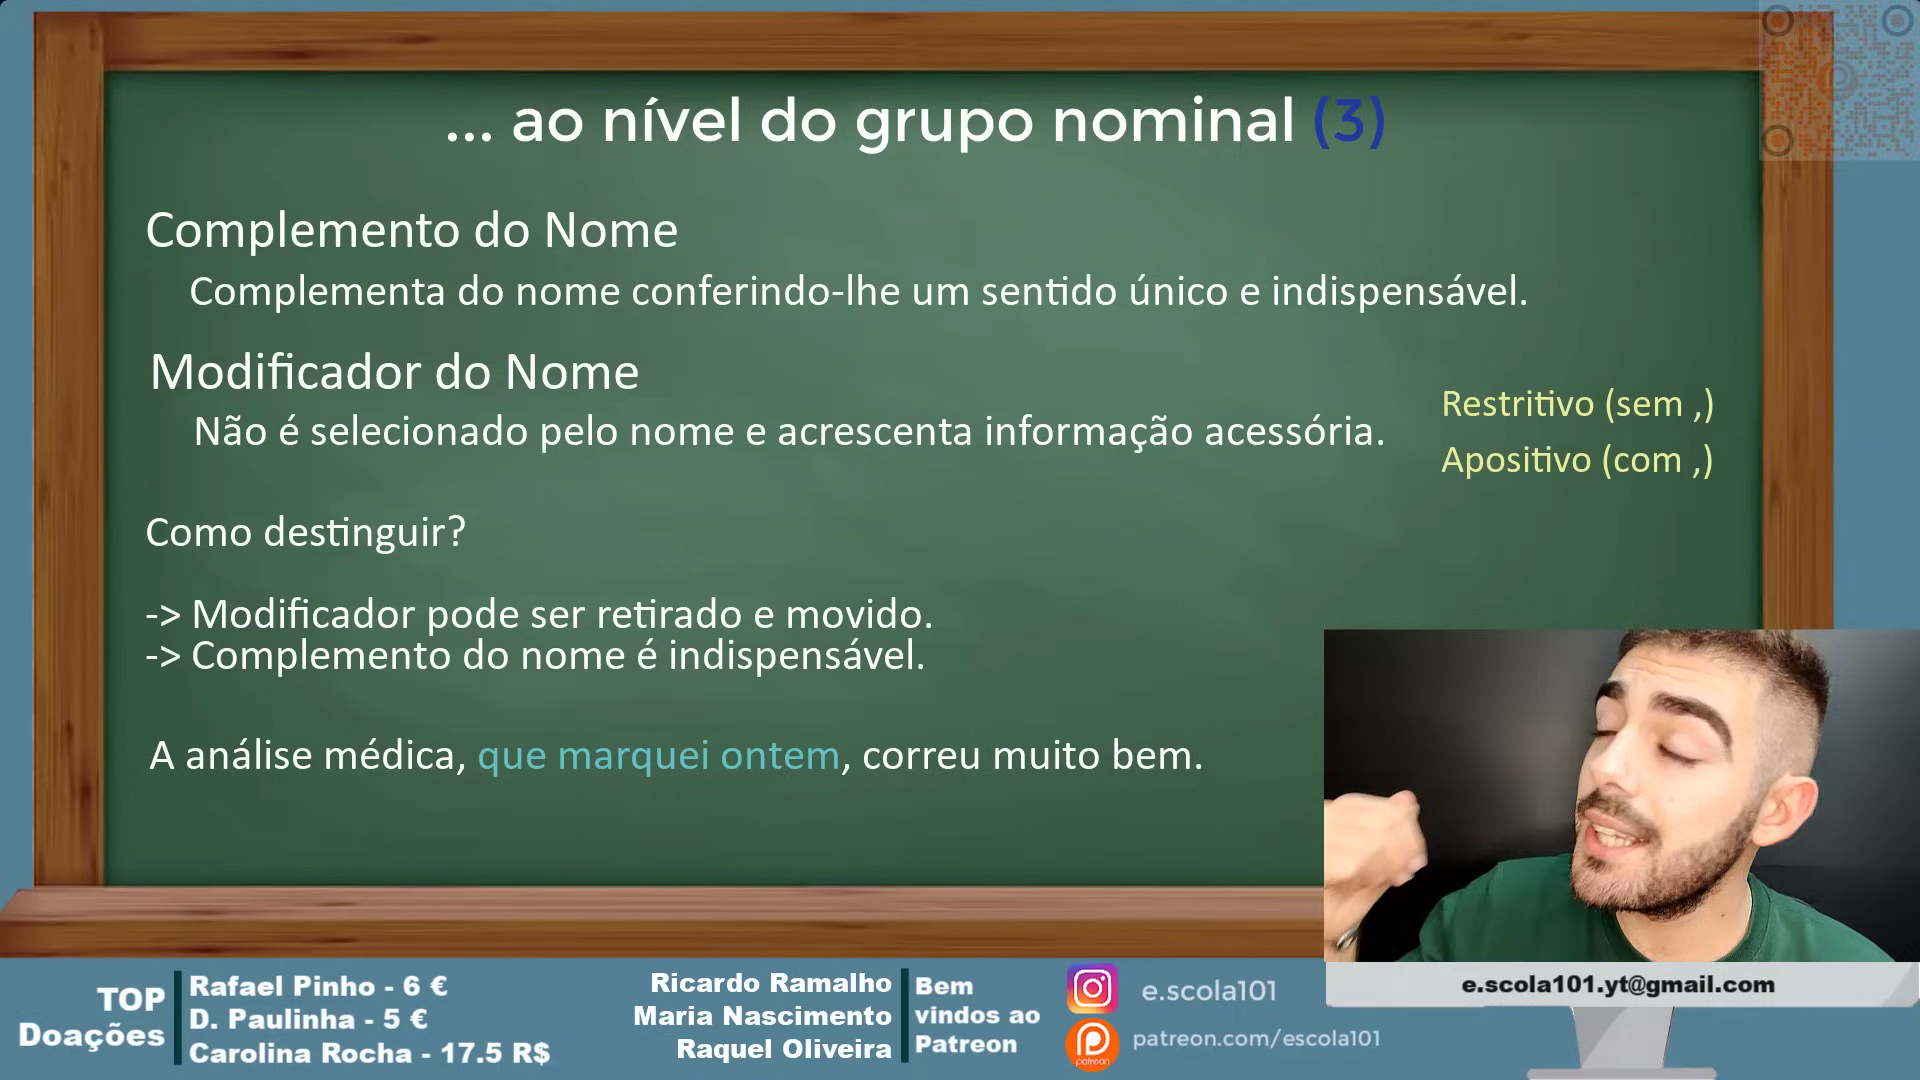 ... ao nível do grupo nominal (3)
Complemento do Nome
Complementa do nome conferindo-lhe um sentido único e indispensável.
Modificador do Nome
Não é selecionado pelo nome e acrescenta informação acessória.
Restritivo (sem ,)
Apositivo (com ,)
Como destinguir?
-> Modificador pode ser retirado e movido.
-> Complemento do nome é indispensável.
A análise médica, que marquei ontem, correu muito bem.
TOP
Doações
Rafael Pinho - 6 €
D. Paulinha - 5 €
Carolina Rocha - 17.5 R$
Ricardo Ramalho
Maria Nascimento
Raquel Oliveira
Bem
vindos ao
Patreon
e.scola101
patreon
patreon.com/escola101
e.scola101.yt@gmail.com